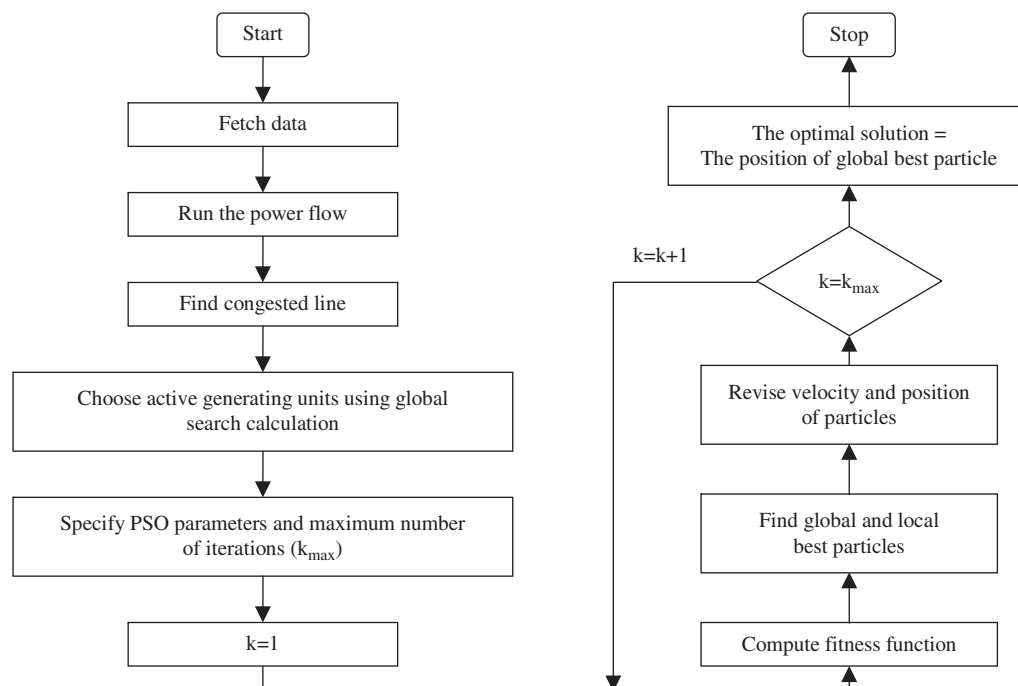 Start
Fetch data
Run the power flow
Find congested line
Choose active generating units using global
search calculation
Specify PSO parameters and maximum number
of iterations (kmax)
k=1
Stop
The optimal solution =
The position of global best particle
k=k+1
k=kmax
Revise velocity and position
of particles
Find global and local
best particles
Compute fitness function